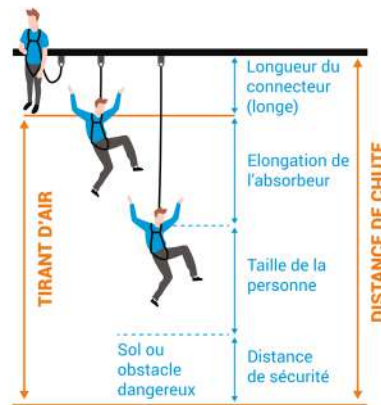 Longueur du
connecteur
(longe)
Elongation de
l'absorbeur
Taille de la
personne
Distance
de sécurité
Sol ou
obstacle
dangereux
TIRANT D'AIR
DISTANCE DE CHUTE